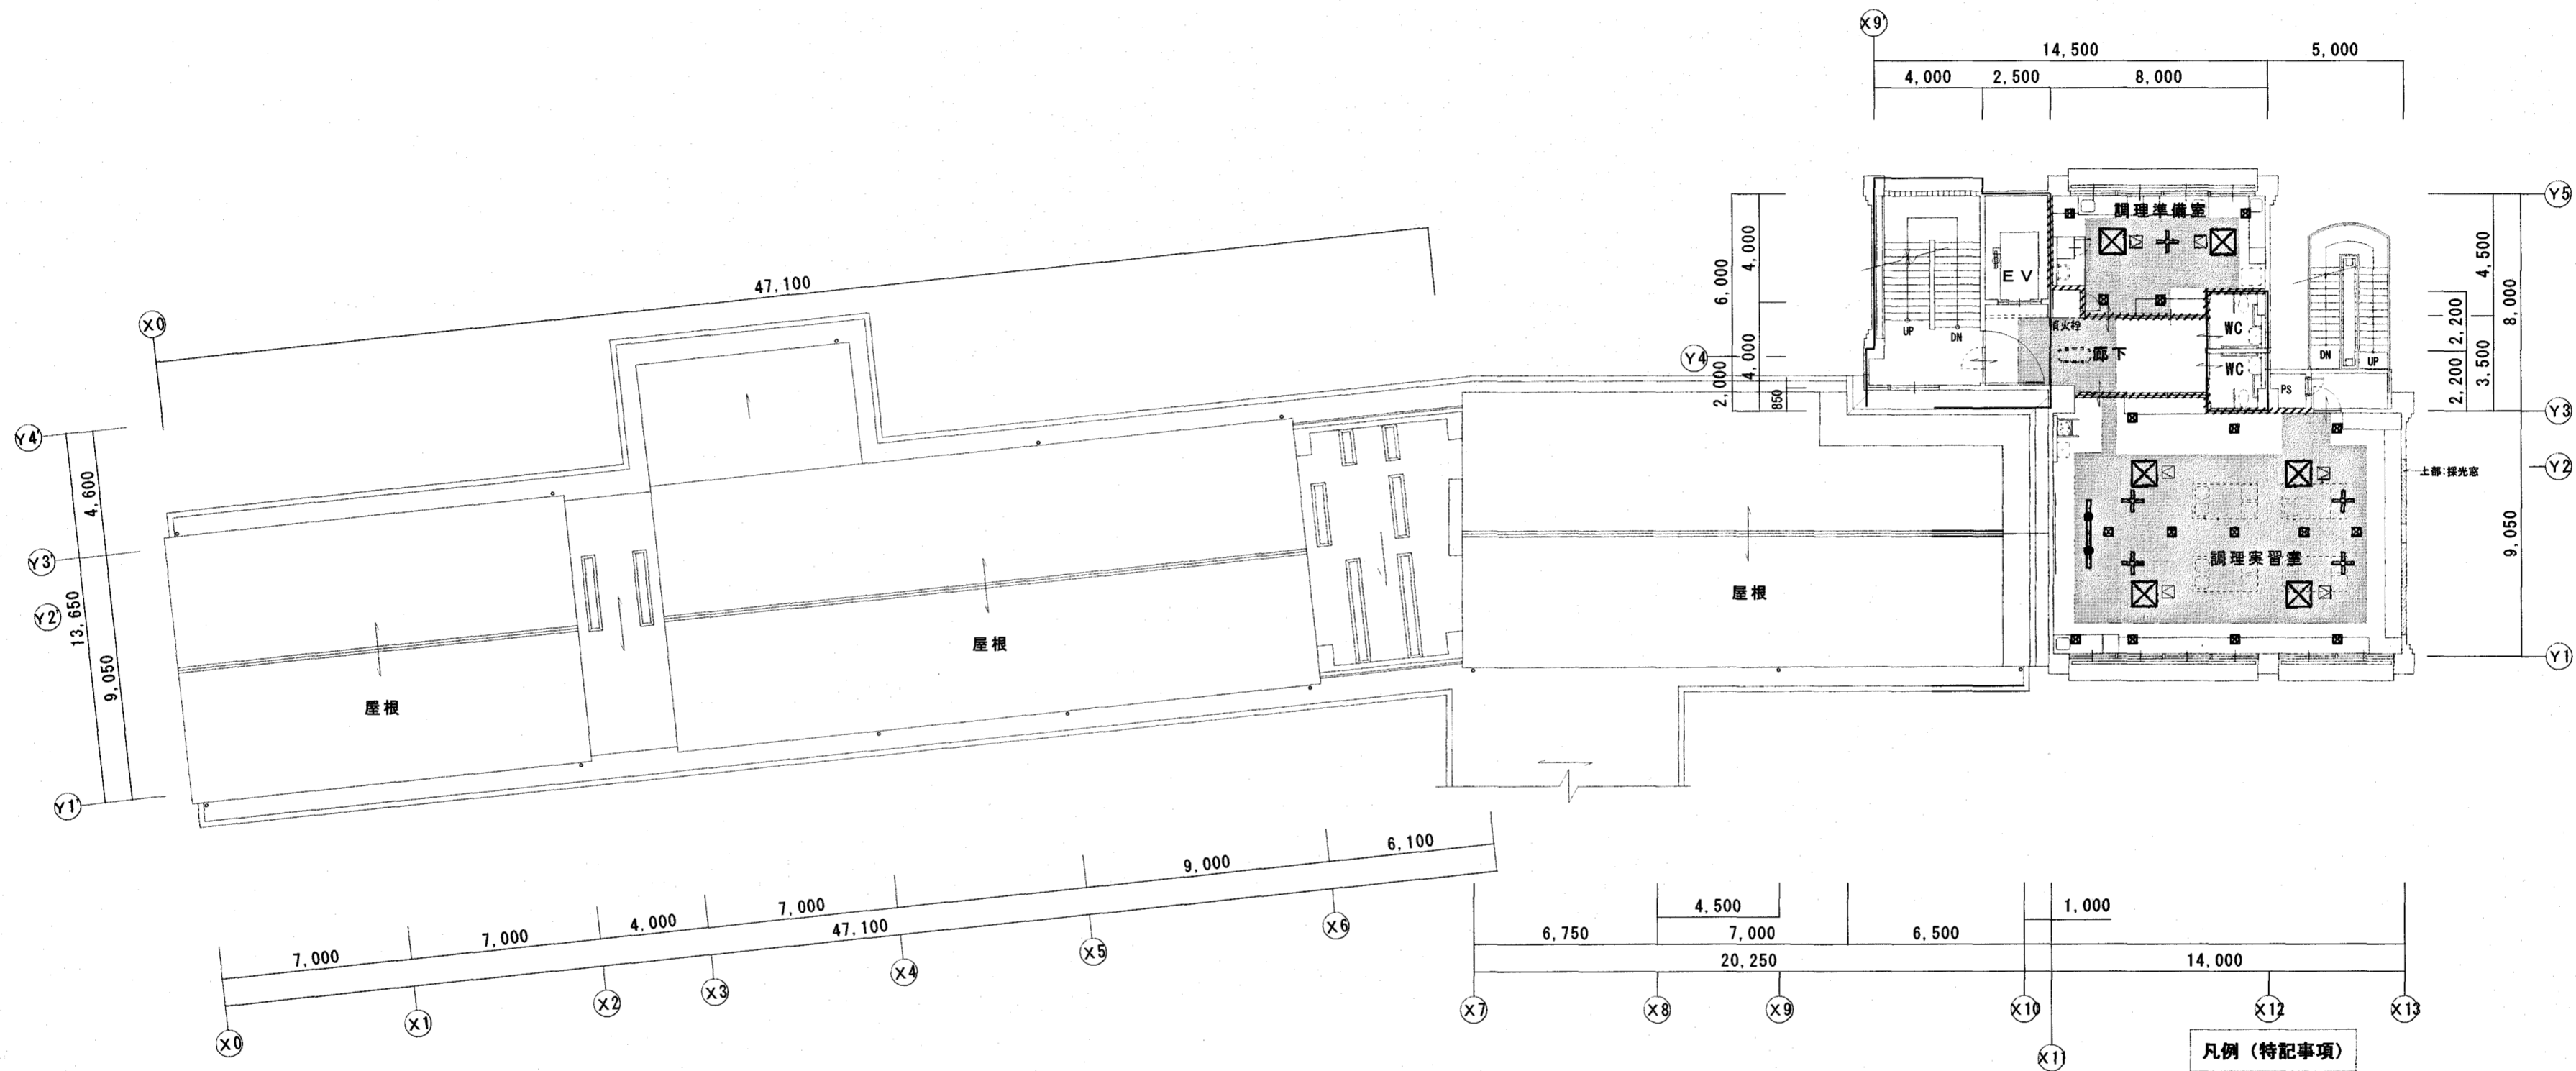 X9'
14,500
5,000
4,000
2,500
8,000
Y5
調理準備室
4,000
6,000
4,500
8,000
47,100
EV
X0
UP
DN
消火栓
廊下
WC
WC
2,200
2,200
3,500
DN
UP
PS
Y4
4,000
2,000
850
Y3
Y4'
4,600
Y2
上部:採光窓
Y3'
Y2'
13,650
9,050
9,050
調理実習室
屋根
屋根
屋根
Y1
Y1'
6,100
9,000
7,000
4,000
7,000
7,000
47,100
X6
X5
X4
X3
X2
X1
X0
4,500
1,000
6,750
7,000
6,500
20,250
14,000
X7
X8
X9
X10
X12
X13
X11
凡例（特記事項）